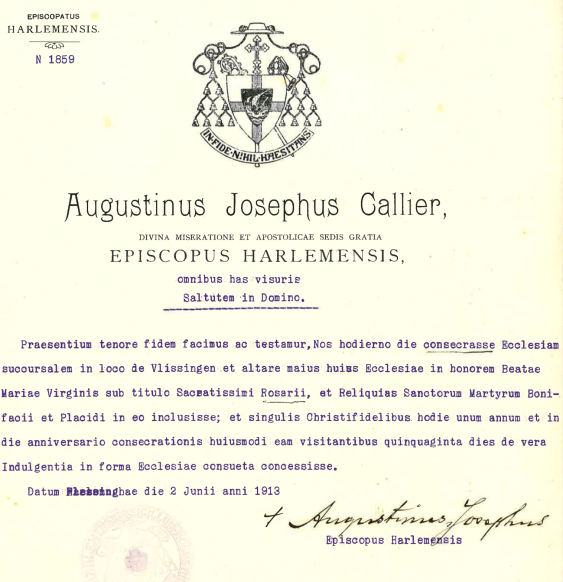 EPISCOPATUS
HARLEMENSIS.
N 1859
IN·FIDE·NIHIL·HAESITANS
Augustinus Josephus Callier,
DIVINA MISERATIONE ET APOSTOLICAE SEDIS GRATIA
EPISCOPUS HARLEMENSIS,
omnibus has visuris
Saltutem in Domino.
Praesentium tenore fidem facimus ac testamur, Nos hodierno die consecrasse Ecclesiam
succursalem in loco de Vlissingen et altare maius huius Ecclesiae in honorem Beatae
Mariae Virginis sub titulo Sacratissimi Rosarii, et Reliquias Sanctorum Martyrum Boni-
facii et Placidi in eo inclusisse; et singulis Christifidelibus hodie unum annum et in
die anniversario consecrationis huiusmodi eam visitantibus quinquaginta dies de vera
Indulgentia in forma Ecclesiae consueta concessisse.
Datum die 2 Junii anni 1913
+ Augustinus Josephus
Episcopus Harlemensis